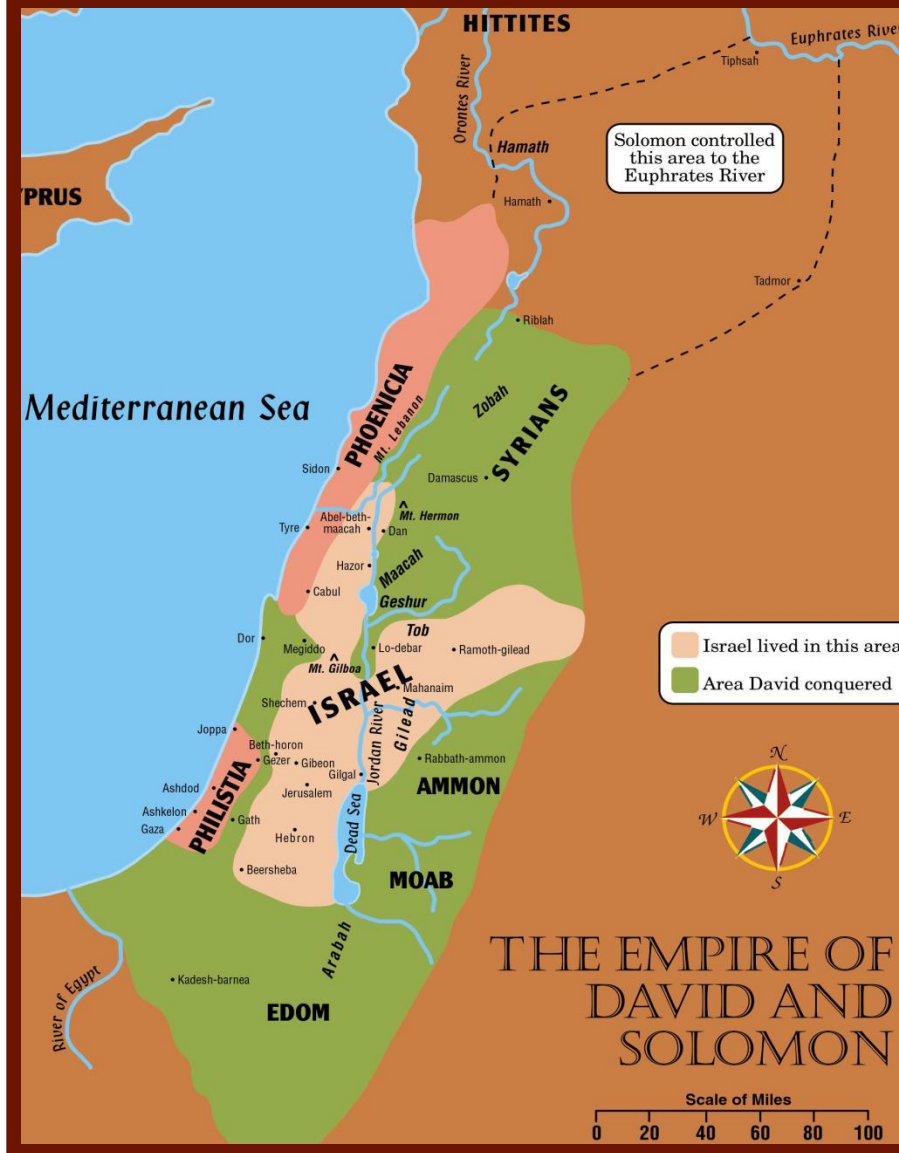 HITTITES
Euphrates River
Tiphsah
Orontes River
Hamath
Solomon controlled
this area to the
Euphrates River
YPRUS
Hamath
Tadmor
Riblah
Mediterranean Sea
PHOENICIA
Mt. Lebanon
Zobah
SYRIANS
Sidon
Damascus
Abel-beth-
maacah
^
Mt. Hermon
Tyre
Dan
Hazor
Maacah
Cabul
Geshur
Tob
Dor
Megiddo
^
Mt. Gilboa
Lo-debar
Ramoth-gilead
Israel lived in this area
Area David conquered
ISRAEL
Mahanaim
Shechem
Jordan River
Gilead
Joppa
Beth-horon
Gezer
Gibeon
Gilgal
Rabbath-ammon
AMMON
Ashdod
Jerusalem
PHILISTIA
Dead Sea
Ashkelon
Gaza
Gath
Hebron
Beersheba
MOAB
N
W
E
S
Arabah
Kadesh-barnea
River of Egypt
EDOM
THE EMPIRE OF
DAVID AND
SOLOMON
Scale of Miles
0 20 40 60 80 100